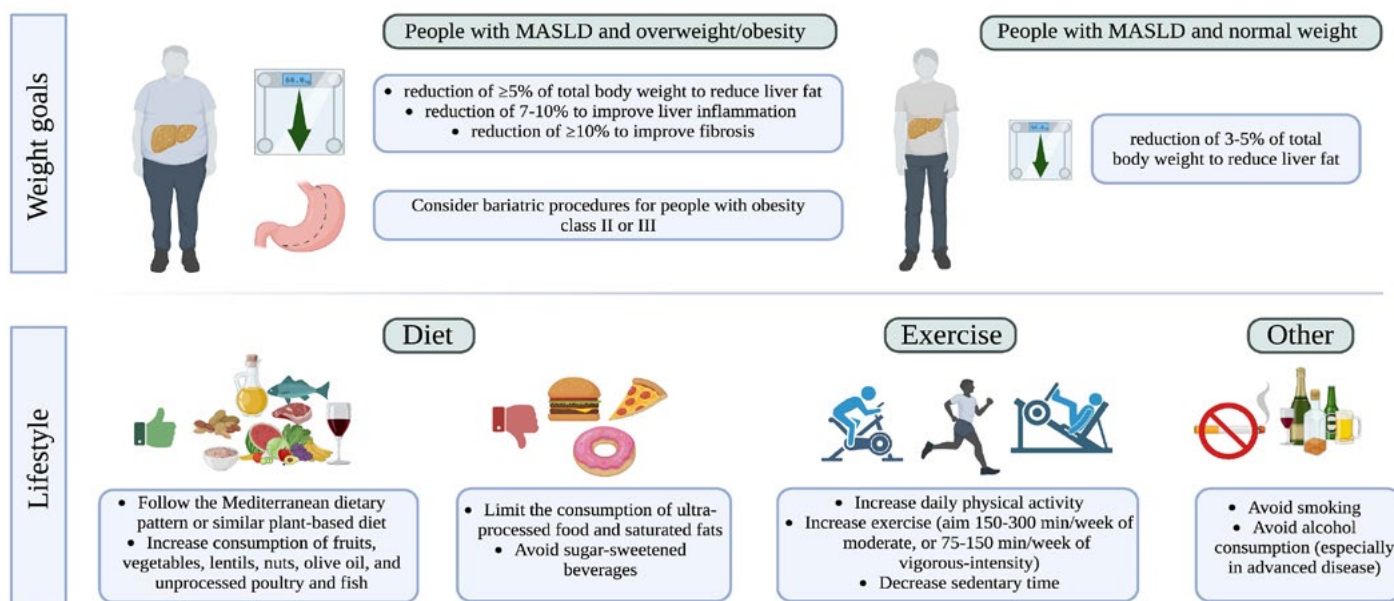 Weight goals
People with MASLD and overweight/obesity
• reduction of ≥5% of total body weight to reduce liver fat
• reduction of 7-10% to improve liver inflammation
• reduction of ≥10% to improve fibrosis
Consider bariatric procedures for people with obesity
class II or III
People with MASLD and normal weight
reduction of 3-5% of total
body weight to reduce liver fat
Lifestyle
Diet
• Follow the Mediterranean dietary
pattern or similar plant-based diet
• Increase consumption of fruits,
vegetables, lentils, nuts, olive oil, and
unprocessed poultry and fish
• Limit the consumption of ultra-
processed food and saturated fats
• Avoid sugar-sweetened
beverages
Exercise
• Increase daily physical activity
• Increase exercise (aim 150-300 min/week of
moderate, or 75-150 min/week of
vigorous-intensity)
• Decrease sedentary time
Other
• Avoid smoking
• Avoid alcohol
consumption (especially
in advanced disease)